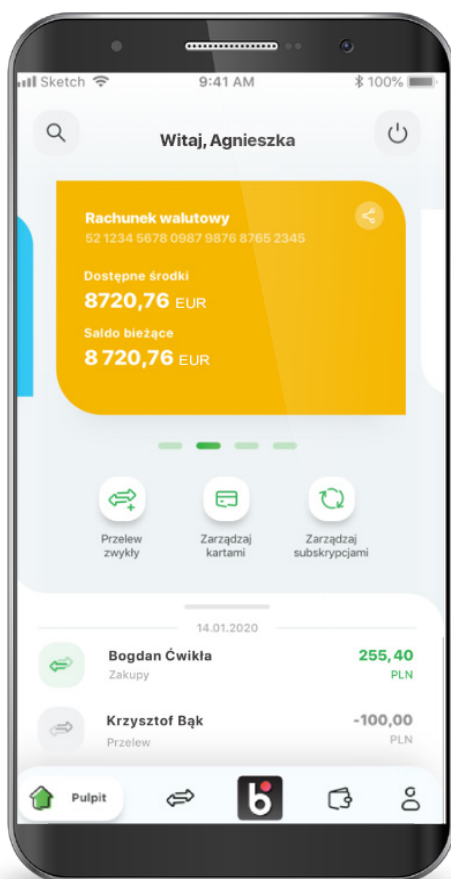 Sketch 9:41 AM 100%
Witaj, Agnieszka
Rachunek walutowy
52 1234 5678 0987 9876 8765 2345
Dostępne środki
8720,76 EUR
Saldo bieżące
8 720,76 EUR
Przelew zwykły
Zarządzaj kartami
Zarządzaj subskrypcjami
14.01.2020
Bogdan Ćwikła 255,40
Zakupy PLN
Krzysztof Bąk -100,00
Przelew PLN
Pulpit